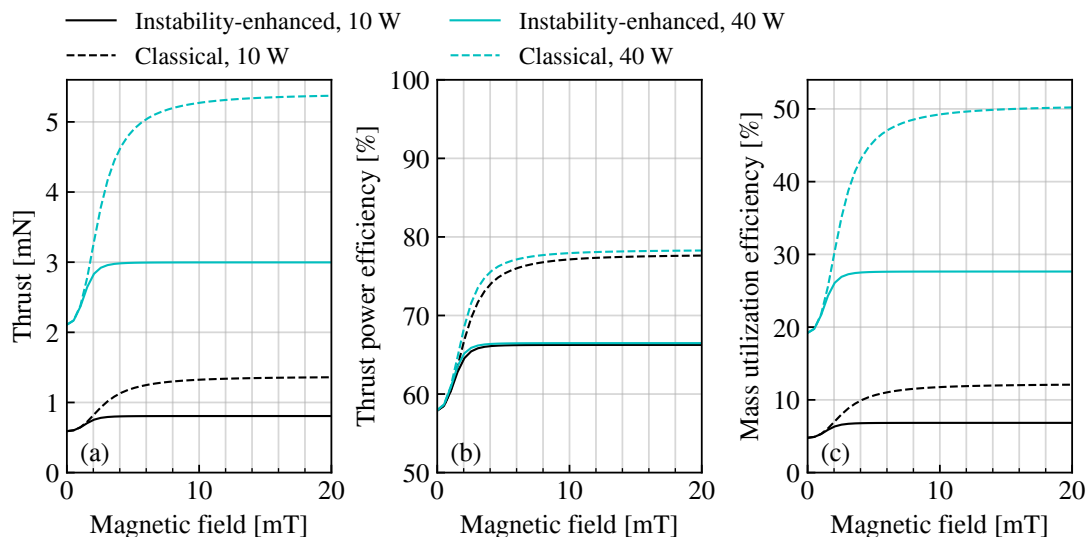 Instability-enhanced, 10 W
Instability-enhanced, 40 W
Classical, 10 W
Classical, 40 W
Thrust [mN]
5
4
3
2
1
0
(a)
0
10
20
Magnetic field [mT]
Thrust power efficiency [%]
100
90
80
70
60
50
(b)
0
10
20
Magnetic field [mT]
Mass utilization efficiency [%]
50
40
30
20
10
0
(c)
0
10
20
Magnetic field [mT]